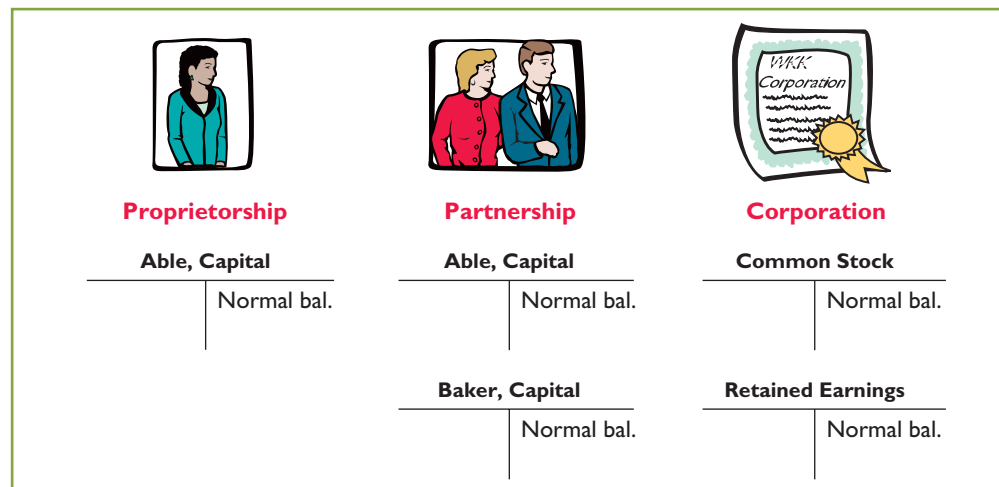 WKK
Corporation
Proprietorship
Partnership
Corporation
Able, Capital
Able, Capital
Common Stock
Normal bal.
Normal bal.
Normal bal.
Baker, Capital
Retained Earnings
Normal bal.
Normal bal.